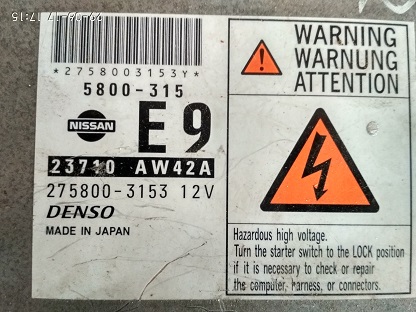 *2758003153Y*
5800-315
NISSAN
E9
23710 AW42A
275800-3153 12V
DENSO
MADE IN JAPAN
WARNING
WARNUNG
ATTENTION
Hazardous high voltage.
Turn the starter switch to the LOCK position
if it is necessary to check or repair
the computer, harness, or connectors.